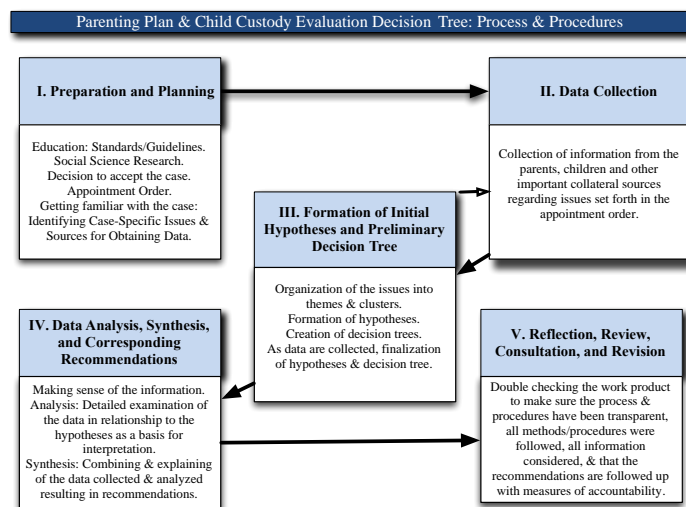 Parenting Plan & Child Custody Evaluation Decision Tree: Process & Procedures
I. Preparation and Planning
Education: Standards/Guidelines.
Social Science Research.
Decision to accept the case.
Appointment Order.
Getting familiar with the case:
Identifying Case-Specific Issues &
Sources for Obtaining Data.
II. Data Collection
Collection of information from the
parents, children and other
important collateral sources
regarding issues set forth in the
appointment order.
III. Formation of Initial
Hypotheses and Preliminary
Decision Tree
Organization of the issues into
themes & clusters.
Formation of hypotheses.
Creation of decision trees.
As data are collected, finalization
of hypotheses & decision tree.
IV. Data Analysis, Synthesis,
and Corresponding
Recommendations
Making sense of the information.
Analysis: Detailed examination of
the data in relationship to the
hypotheses as a basis for
interpretation.
Synthesis: Combining & explaining
of the data collected & analyzed
resulting in recommendations.
V. Reflection, Review,
Consultation, and Revision
Double checking the work product
to make sure the process &
procedures have been transparent,
all methods/procedures were
followed, all information
considered, & that the
recommendations are followed up
with measures of accountability.